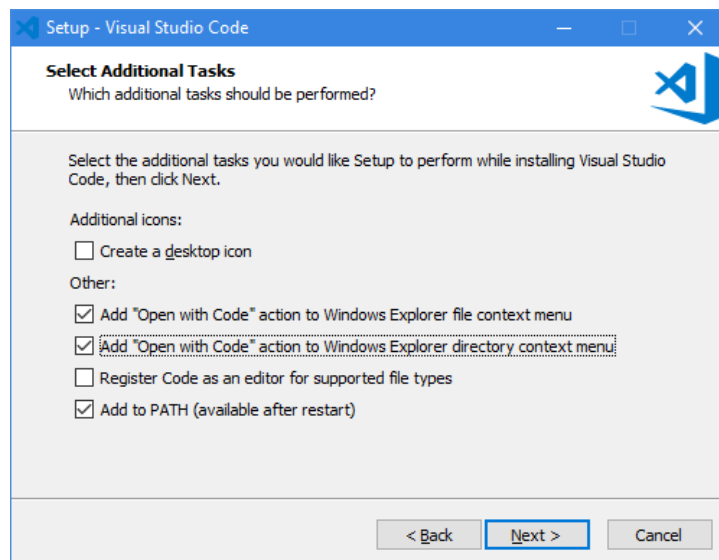 Setup - Visual Studio Code
Select Additional Tasks
Which additional tasks should be performed?
Select the additional tasks you would like Setup to perform while installing Visual Studio
Code, then click Next.
Additional icons:
Create a desktop icon
Other:
Add "Open with Code" action to Windows Explorer file context menu
Add "Open with Code" action to Windows Explorer directory context menu
Register Code as an editor for supported file types
Add to PATH (available after restart)
< Back Next > Cancel